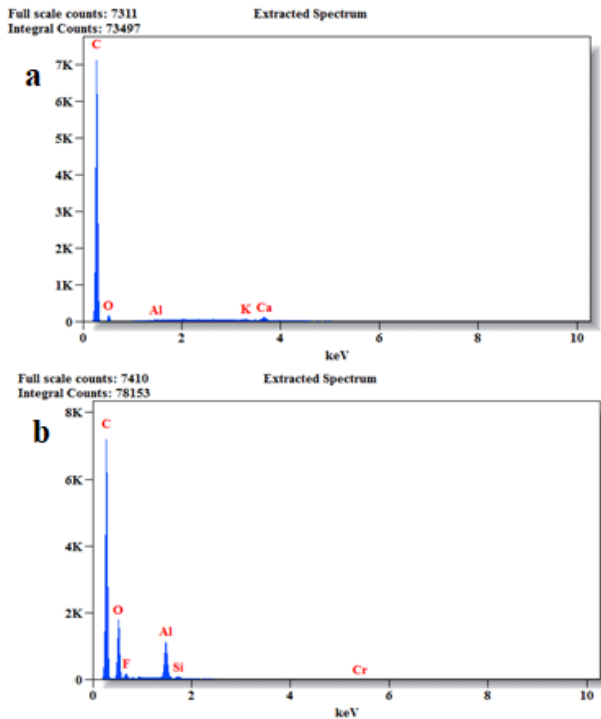 Full scale counts: 7311 Extracted Spectrum
Integral Counts: 73497
a
C
7K
6K
5K
4K
3K
2K
1K
0
O Al K Ca
0 2 4 6 8 10
keV
Full scale counts: 7410 Extracted Spectrum
Integral Counts: 78153
b
8K
C
6K
4K
2K
0
O
F
Al
Si
Cr
0 2 4 6 8 10
keV